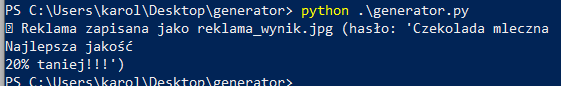 PS C:\Users\karol\Desktop\generator> python .\generator.py
Reklama zapisana jako reklama_wynik.jpg (hasło: 'Czekolada mleczna
Najlepsza jakość
20% taniej!!!')
PS C:\Users\karol\Desktop\generator>